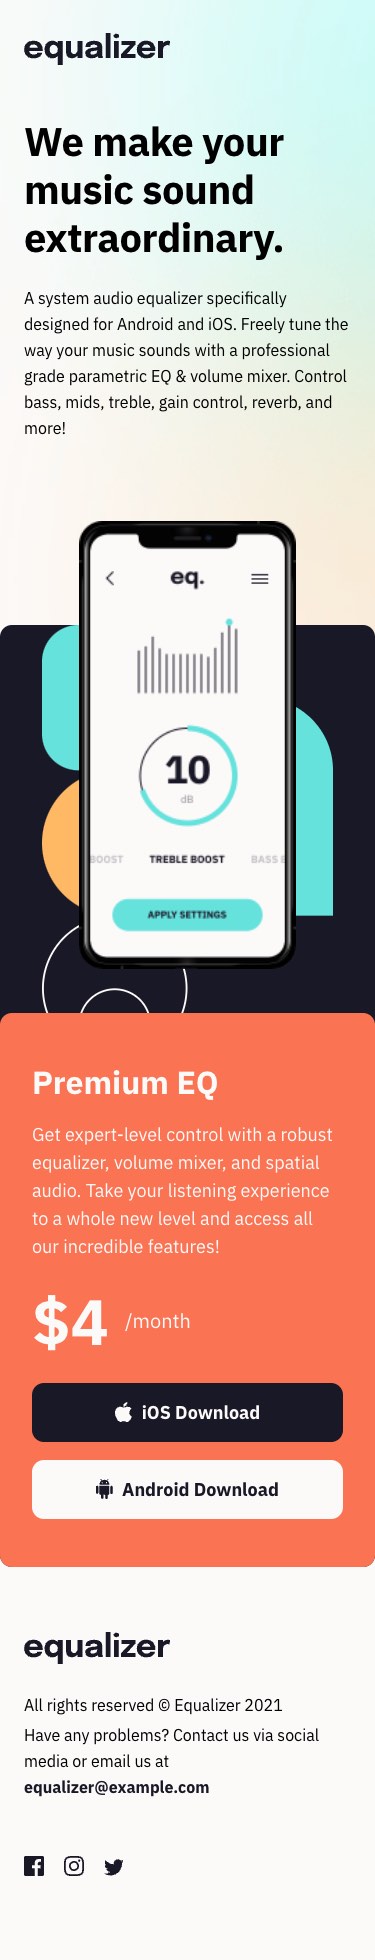 equalizer
We make your
music sound
extraordinary.
A system audio equalizer specifically
designed for Android and iOS. Freely tune the
way your music sounds with a professional
grade parametric EQ & volume mixer. Control
bass, mids, treble, gain control, reverb, and
more!
eq.
10
dB
BOOST TREBLE BOOST BASS
APPLY SETTINGS
Premium EQ
Get expert-level control with a robust
equalizer, volume mixer, and spatial
audio. Take your listening experience
to a whole new level and access all
our incredible features!
$4 /month
iOS Download
Android Download
equalizer
All rights reserved © Equalizer 2021
Have any problems? Contact us via social
media or email us at
equalizer@example.com